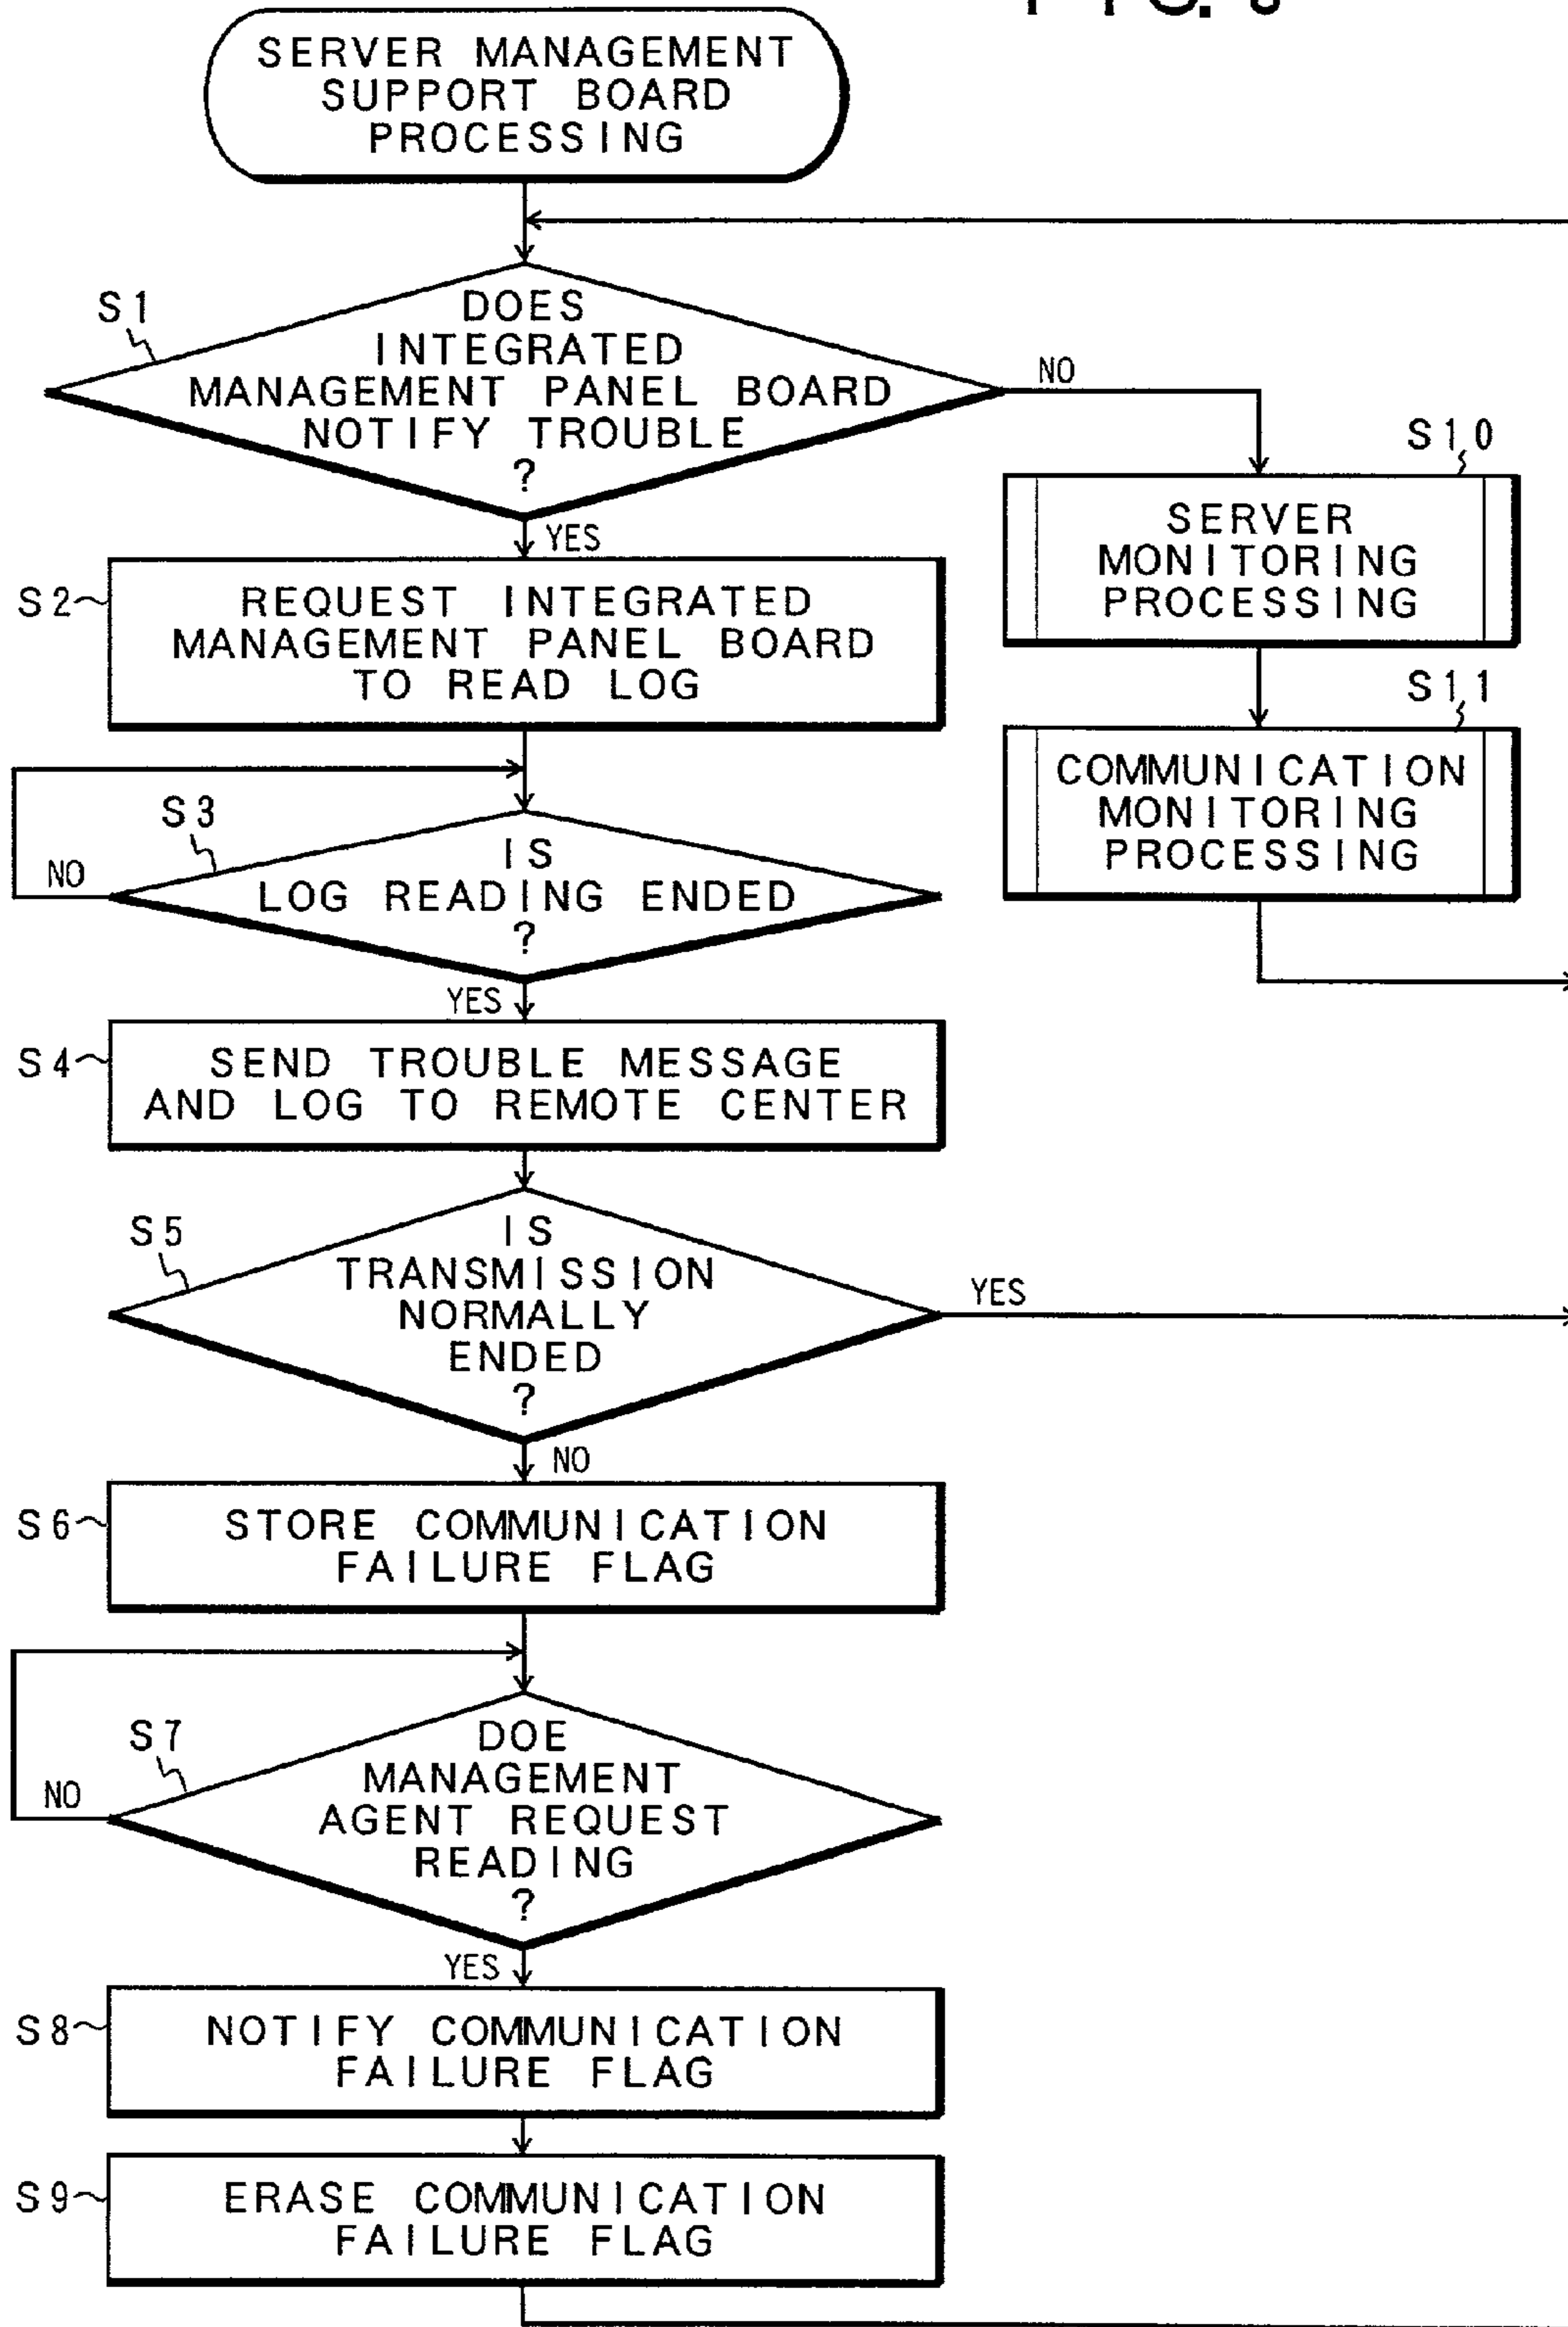 SERVER MANAGEMENT
SUPPORT BOARD
PROCESSING
S1
DOES
INTEGRATED
MANAGEMENT PANEL BOARD
NOTIFY TROUBLE
?
NO
YES
S10
SERVER
MONITORING
PROCESSING
S2
REQUEST INTEGRATED
MANAGEMENT PANEL BOARD
TO READ LOG
S11
COMMUNICATION
MONITORING
PROCESSING
S3
IS
LOG READING ENDED
?
NO
YES
S4
SEND TROUBLE MESSAGE
AND LOG TO REMOTE CENTER
S5
IS
TRANSMISSION
NORMALLY
ENDED
?
YES
NO
S6
STORE COMMUNICATION
FAILURE FLAG
S7
DOE
MANAGEMENT
AGENT REQUEST
READING
?
NO
YES
S8
NOTIFY COMMUNICATION
FAILURE FLAG
S9
ERASE COMMUNICATION
FAILURE FLAG